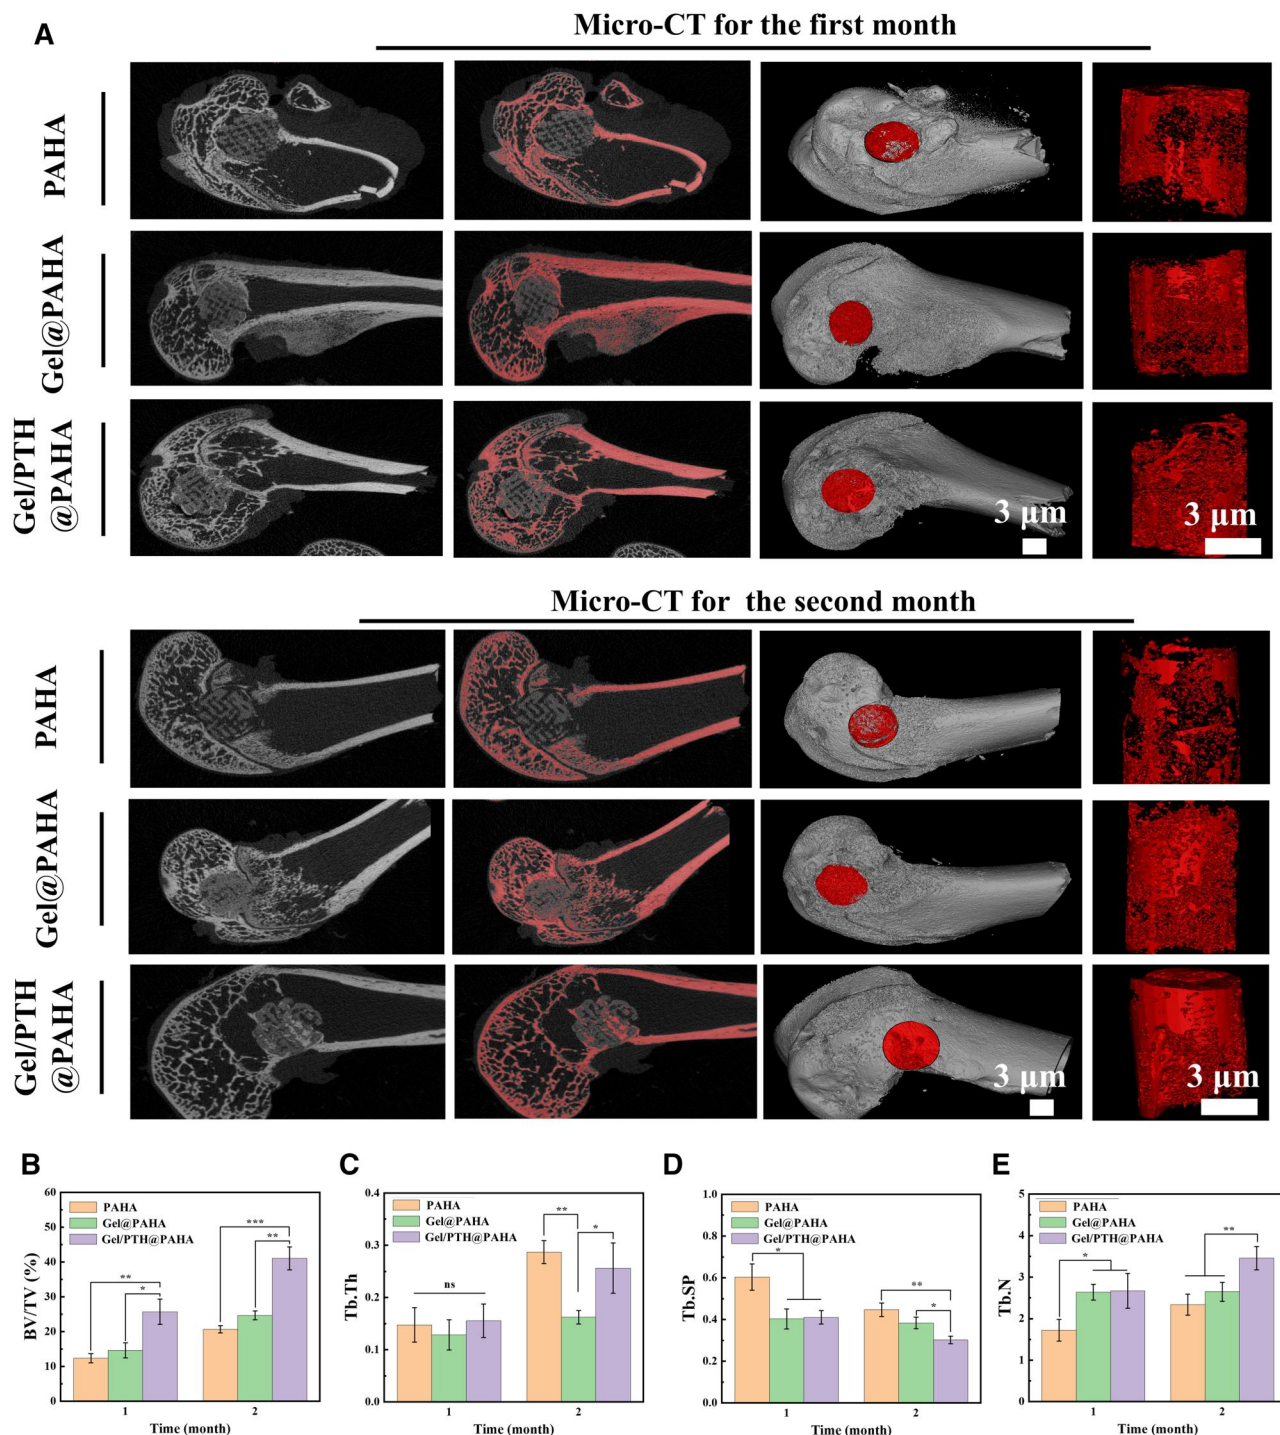 A
Micro-CT for the first month
PAHA
Gel@PAHA
Gel/PTH
@PAHA
3 μm
3 μm
Micro-CT for the second month
PAHA
Gel@PAHA
Gel/PTH
@PAHA
3 μm
3 μm
B
BV/TV (%)
60
50
40
30
20
10
0
PAHA
Gel@PAHA
Gel/PTH@PAHA
**
*
***
**
1
2
Time (month)
C
Tb.Th
0.4
0.3
0.2
0.1
0.0
PAHA
Gel@PAHA
Gel/PTH@PAHA
ns
**
*
1
2
Time (month)
D
Tb.SP
1.0
0.8
0.6
0.4
0.2
0.0
PAHA
Gel@PAHA
Gel/PTH@PAHA
*
**
*
1
2
Time (month)
E
Tb.N
5
4
3
2
1
0
PAHA
Gel@PAHA
Gel/PTH@PAHA
*
**
1
2
Time (month)